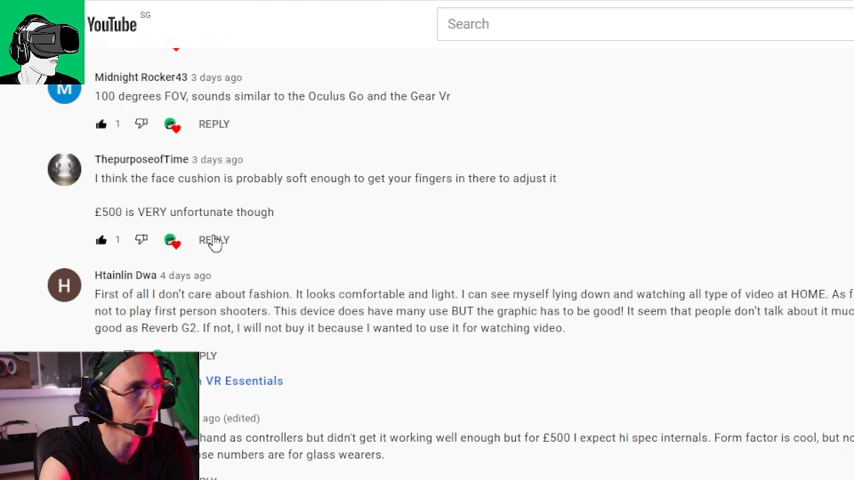 YouTube SG
Search
Midnight Rocker43 3 days ago
100 degrees FOV, sounds similar to the Oculus Go and the Gear Vr
1 REPLY
ThepurposeofTime 3 days ago
I think the face cushion is probably soft enough to get your fingers in there to adjust it
£500 is VERY unfortunate though
1 REPLY
H
Htainlin Dwa 4 days ago
First of all I don't care about fashion. It looks comfortable and light. I can see myself lying down and watching all type of video at HOME. As f
not to play first person shooters. This device does have many use BUT the graphic has to be good! It seem that people don't talk about it muc
good as Reverb G2. If not, I will not buy it because I wanted to use it for watching video.
PLY
VR Essentials
ago (edited)
hand as controllers but didn't get it working well enough but for £500 I expect hi spec internals. Form factor is cool, but no
ose numbers are for glass wearers.